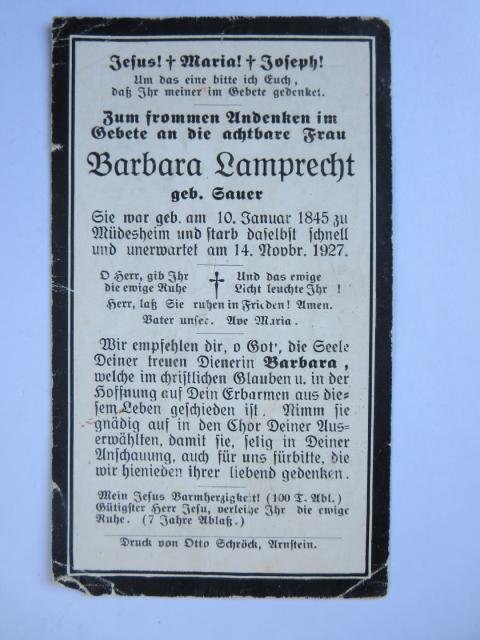 Jesus! † Maria! † Joseph!
Um das eine bitte ich Euch,
daß Ihr meiner im Gebete gedenket.
Zum frommen Andenken im
Gebete an die achtbare Frau
Barbara Lamprecht
geb. Sauer
Sie war geb. am 10. Januar 1845 zu
Müdesheim und starb daselbst schnell
und unerwartet am 14. Novbr. 1927.
O Herr, gib Ihr
die ewige Ruhe
†
Und das ewige
Licht leuchte Ihr !
Herr, laß Sie ruhen in Frieden! Amen.
Vater unser. Ave Maria.
Wir empfehlen dir, o Got', die Seele
Deiner treuen Dienerin Barbara,
welche im christlichen Glauben u. in der
Hoffnung auf Dein Erbarmen aus die-
sem Leben geschieden ist. Nimm sie
gnädig auf in den Chor Deiner Aus-
erwählten, damit sie, selig in Deiner
Anschauung, auch für uns fürbitte, die
wir hienieden ihrer liebend gedenken.
Mein Jesus Barmherzigkeit! (100 T. Abl.)
Gütigster Herr Jesu, verleihe Ihr die ewige
Ruhe. (7 Jahre Ablaß.)
Druck von Otto Schröck, Arnstein.